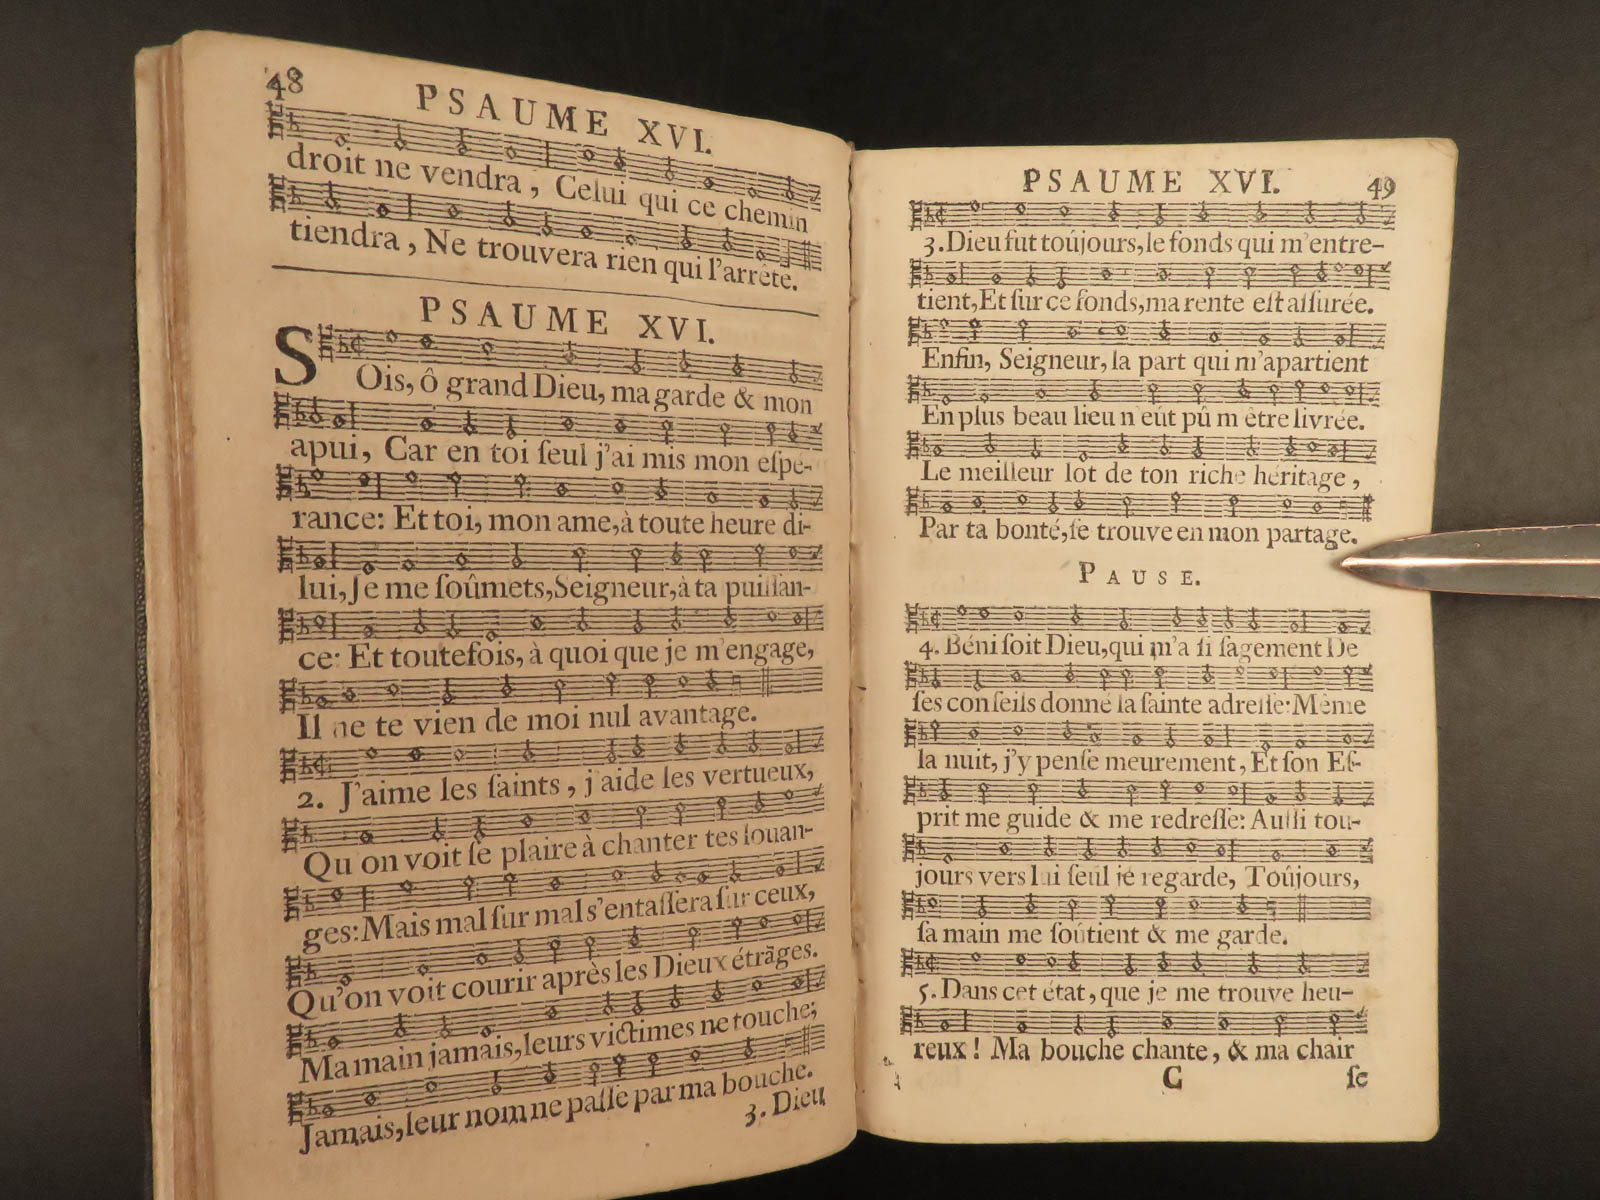 48
PSAUME XVI.
droit ne vendra, Celui qui ce chemin
tiendra, Ne trouvera rien qui l'arrête.
PSAUME XVI.
SOis, ô grand Dieu, ma garde & mon
apui, Car en toi ſeul j'ai mis mon eſpe-
rance: Et toi, mon ame, à toute heure di-
lui, Je me ſoûmets, Seigneur, à ta puiſſan-
ce: Et toutefois, à quoi que je m'engage,
Il ne te vien de moi nul avantage.
2. J'aime les ſaints, j'aide les vertueux,
Qu'on voit ſe plaire à chanter tes louan-
ges: Mais mal ſur mal s'entaſſera ſur ceux,
Qu'on voit courir après les Dieux étrãges.
Ma main jamais, leurs victimes ne touche;
Jamais, leur nom ne paſſe par ma bouche.
3. Dieu
PSAUME XVI.
49
3. Dieu fut toûjours, le fonds qui m'entre-
tient, Et ſur ce fonds, ma rente eſt aſſurée.
Enfin, Seigneur, la part qui m'apartient
En plus beau lieu n'eût pû m'être livrée.
Le meilleur lot de ton riche héritage,
Par ta bonté, ſe trouve en mon partage.
PAUSE.
4. Béni ſoit Dieu, qui m'a ſi ſagement De
ſes conſeils donné la ſainte adreſſe: Même
la nuit, j'y penſe meurement, Et ſon Eſ-
prit me guide & me redreſſe: Auſſi tou-
jours vers lui ſeul je regarde, Toûjours,
ſa main me ſoûtient & me garde.
5. Dans cet état, que je me trouve heu-
reux! Ma bouche chante, & ma chair
C
ſe